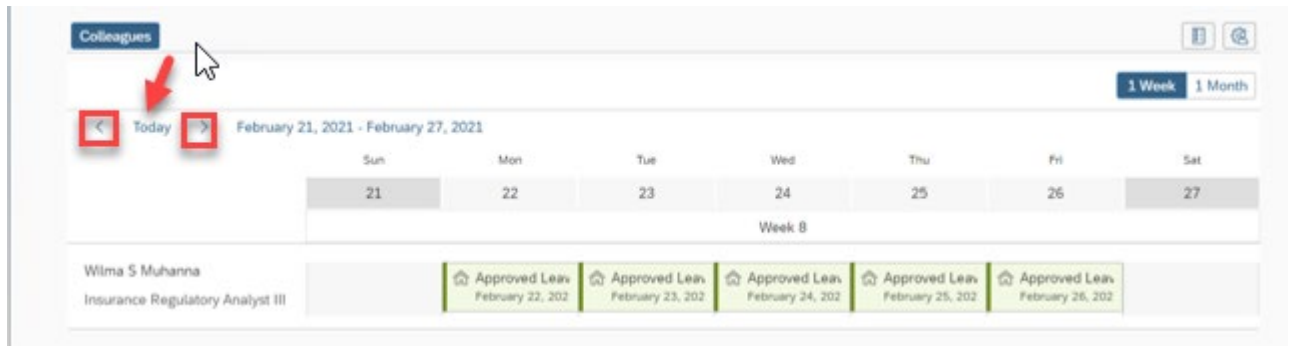 Colleagues
1 Week 1 Month
Today February 21, 2021 - February 27, 2021
Sun Mon Tue Wed Thu Fri Sat
21 22 23 24 25 26 27
Week 8
Wilma S Muhanna
Insurance Regulatory Analyst III
Approved Leav Approved Leav Approved Leav Approved Leav Approved Leav
February 22, 202 February 23, 202 February 24, 202 February 25, 202 February 26, 202